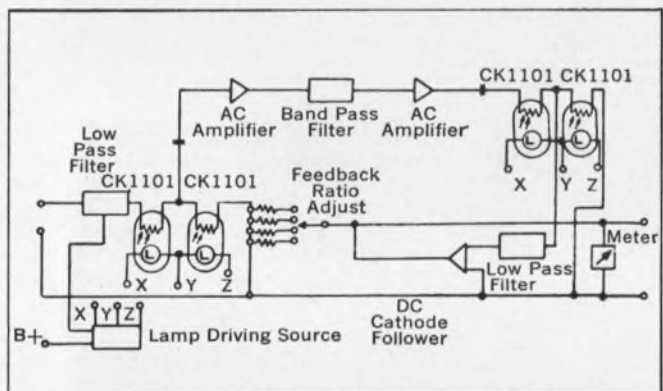 CK1101 CK1101
AC
Amplifier
Band Pass
Filter
AC
Amplifier
L
L
X
Y
Z
Low
Pass
Filter
CK1101 CK1101
L
L
X
Y
Z
Feedback
Ratio
Adjust
Meter
Low Pass
Filter
DC
Cathode
Follower
X Y Z
B+
Lamp Driving Source